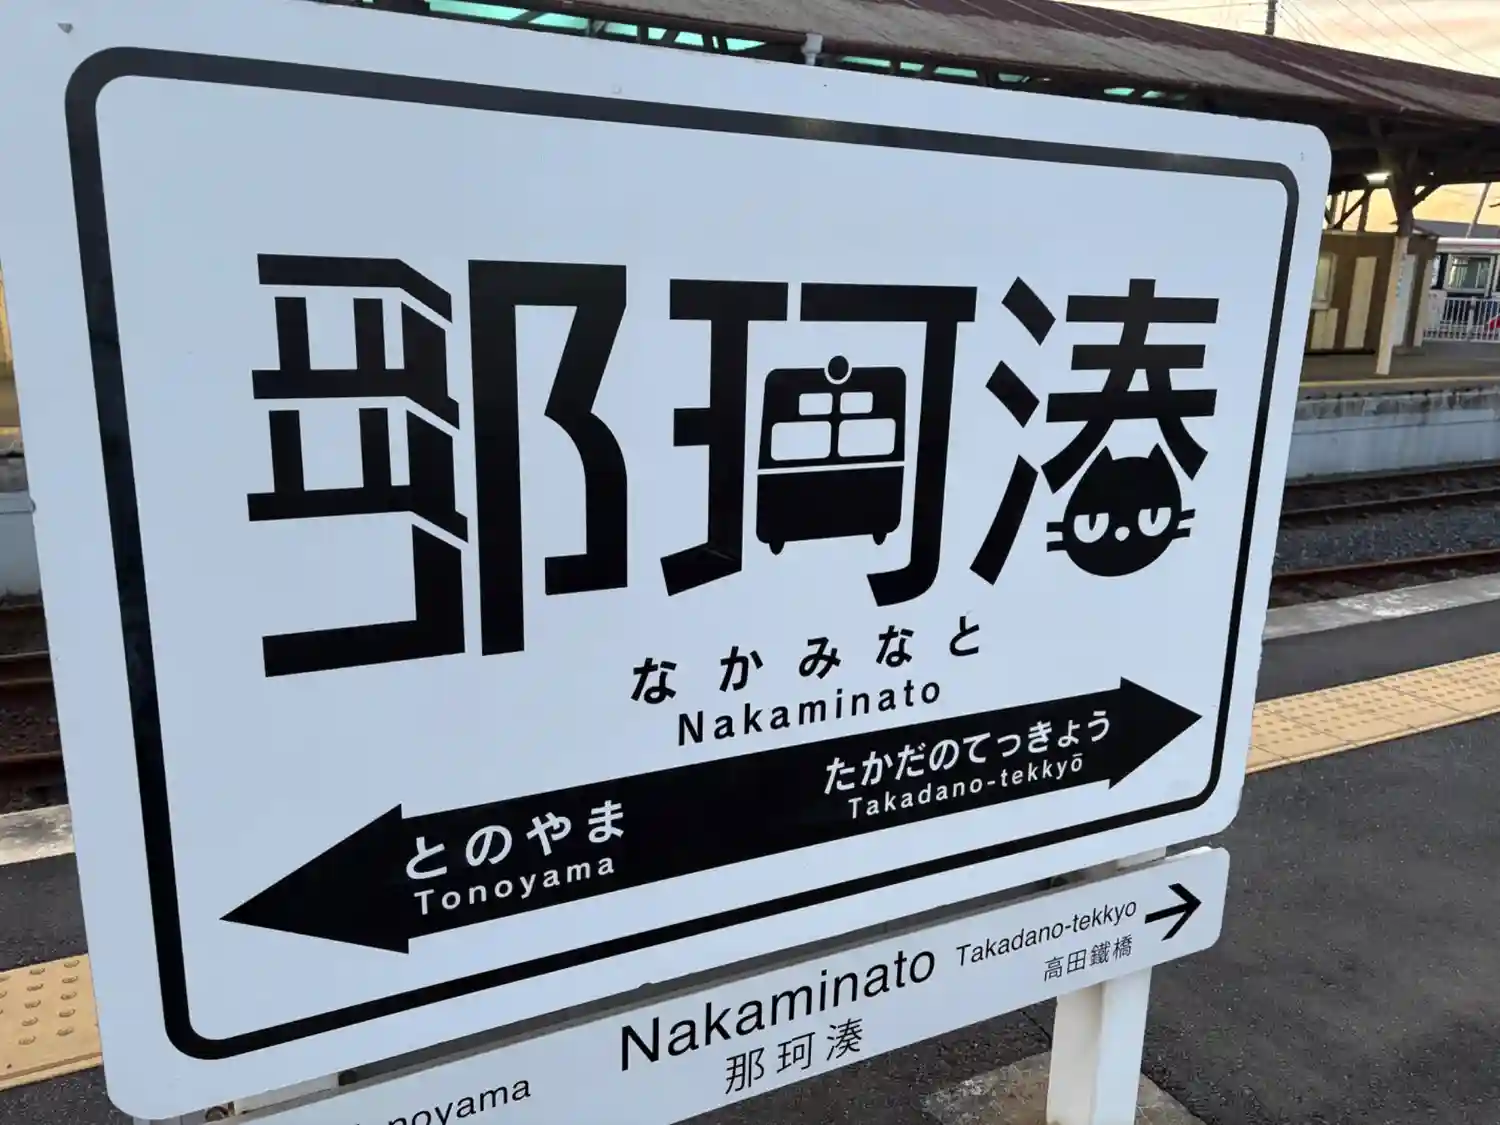 那珂湊
なかみなと
Nakaminato
とのやま
Tonoyama
たかだのてっきょう
Takadano-tekkyō
Nakaminato
那珂湊
Takadano-tekkyo →
高田鐵橋
noyama